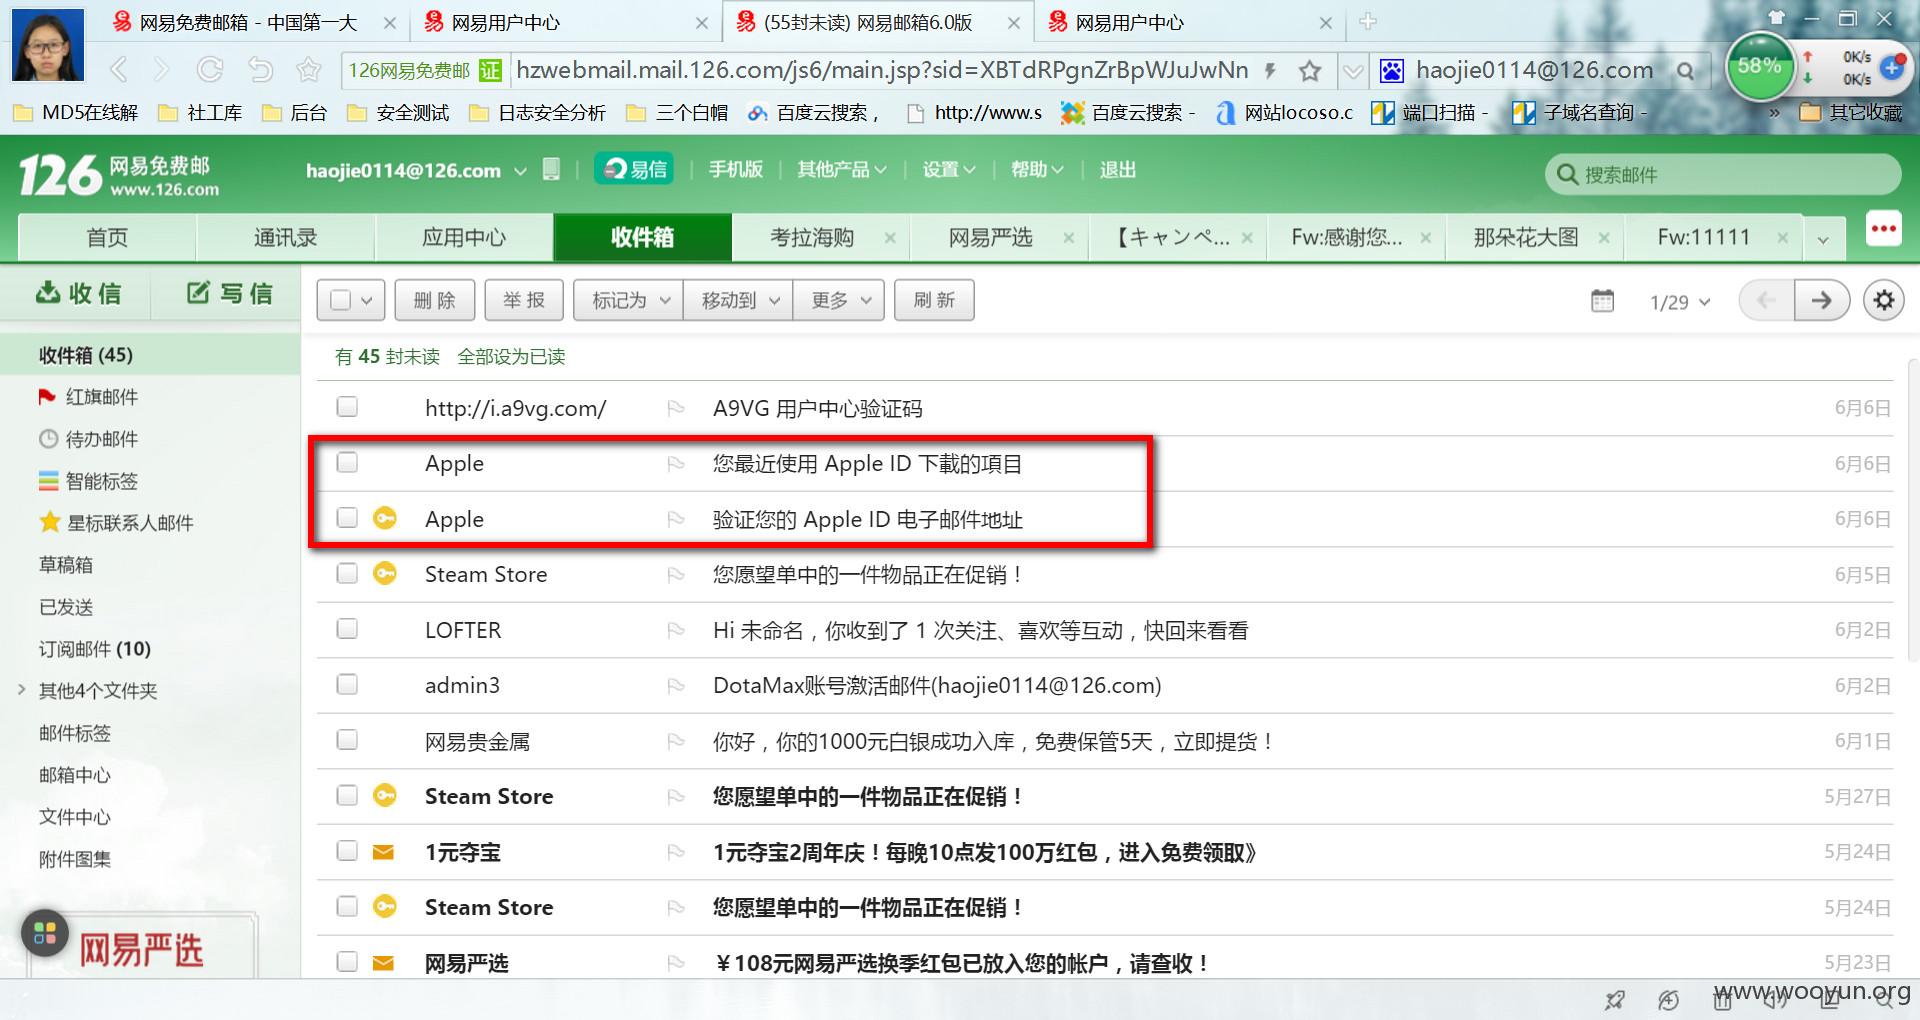 网易免费邮箱 - 中国第一大
网易用户中心
(55封未读) 网易邮箱6.0版
网易用户中心
126网易免费邮 证 hzwebmail.mail.126.com/js6/main.jsp?sid=XBTdRPgnZrBpWJuJwNn
haojie0114@126.com
58%
0K/s
0K/s
MD5在线解 社工库 后台 安全测试 日志安全分析 三个白帽 百度云搜索, http://www.s 百度云搜索 - 网站locoso.c 端口扫描 - 子域名查询 - » 其它收藏
126 网易免费邮
www.126.com
haojie0114@126.com 易信 手机版 其他产品 设置 帮助 退出
搜索邮件
首页 通讯录 应用中心 收件箱 考拉海购 网易严选 【キャンペ... Fw:感谢您... 那朵花大图 Fw:11111
收信 写信
删除 举报 标记为 移动到 更多 刷新
1/29
收件箱 (45)
红旗邮件
待办邮件
智能标签
星标联系人邮件
草稿箱
已发送
订阅邮件 (10)
其他4个文件夹
邮件标签
邮箱中心
文件中心
附件图集
网易严选
有 45 封未读 全部设为已读
http://i.a9vg.com/ A9VG 用户中心验证码 6月6日
Apple 您最近使用 Apple ID 下載的項目 6月6日
Apple 验证您的 Apple ID 电子邮件地址 6月6日
Steam Store 您愿望单中的一件物品正在促销！ 6月5日
LOFTER Hi 未命名，你收到了 1 次关注、喜欢等互动，快回来看看 6月2日
admin3 DotaMax账号激活邮件(haojie0114@126.com) 6月2日
网易贵金属 你好，你的1000元白银成功入库，免费保管5天，立即提货！ 6月1日
Steam Store 您愿望单中的一件物品正在促销！ 5月27日
1元夺宝 1元夺宝2周年庆！每晚10点发100万红包，进入免费领取》 5月24日
Steam Store 您愿望单中的一件物品正在促销！ 5月24日
网易严选 ￥108元网易严选换季红包已放入您的帐户，请查收！ 5月23日
www.wooyun.org